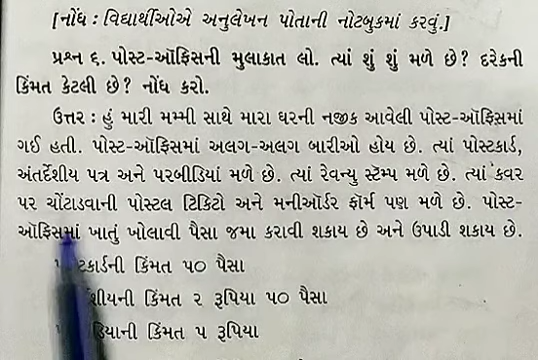 [નોંધ : વિદ્યાર્થીઓએ અનુલેખન પોતાની નોટબુકમાં કરવું.]
પ્રશ્ન ૬. પોસ્ટ-ઑફિસની મુલાકાત લો. ત્યાં શું શું મળે છે? દરેકની
કિંમત કેટલી છે? નોંધ કરો.
ઉત્તર : હું મારી મમ્મી સાથે મારા ઘરની નજીક આવેલી પોસ્ટ-ઑફિસમાં
ગઈ હતી. પોસ્ટ-ઑફિસમાં અલગ-અલગ બારીઓ હોય છે. ત્યાં પોસ્ટકાર્ડ,
અંતર્દેશીય પત્ર અને પરબીડિયાં મળે છે. ત્યાં રેવન્યુ સ્ટૅમ્પ મળે છે. ત્યાં કવર
પર ચોંટાડવાની પોસ્ટલ ટિકિટો અને મનીઑર્ડર ફૉર્મ પણ મળે છે. પોસ્ટ-
ઑફિસમાં ખાતું ખોલાવી પૈસા જમા કરાવી શકાય છે અને ઉપાડી શકાય છે.
કિંમત ૫૦ પૈસા
કિંમત ૨ રૂપિયા ૫૦ પૈસા
કિંમત ૫ રૂપિયા